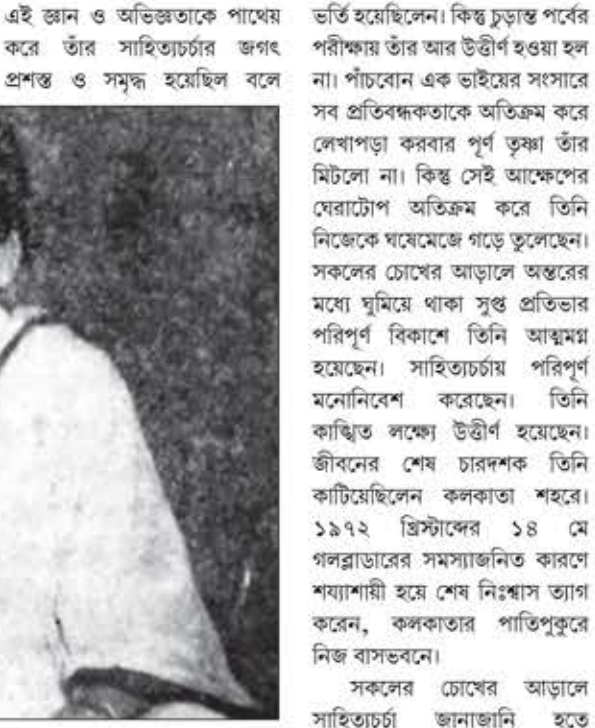 এই জ্ঞান ও অভিজ্ঞতাকে পাথেয়
করে তাঁর সাহিত্যচর্চার জগৎ
প্রশস্ত ও সমৃদ্ধ হয়েছিল বলে
ভর্তি হয়েছিলেন। কিন্তু চুড়ান্ত পর্বের
পরীক্ষায় তাঁর আর উত্তীর্ণ হওয়া হল
না। পাঁচবোন এক ভাইয়ের সংসারে
সব প্রতিবন্ধকতাকে অতিক্রম করে
লেখাপড়া করবার পূর্ণ তৃষ্ণা তাঁর
মিটলো না। কিন্তু সেই আক্ষেপের
ঘেরাটোপ অতিক্রম করে তিনি
নিজেকে ঘষেমেজে গড়ে তুলেছেন।
সকলের চোখের আড়ালে অন্তরের
মধ্যে ঘুমিয়ে থাকা সুপ্ত প্রতিভার
পরিপূর্ণ বিকাশে তিনি আত্মমগ্ন
হয়েছেন। সাহিত্যচর্চায় পরিপূর্ণ
মনোনিবেশ করেছেন। তিনি
কাঙ্খিত লক্ষ্যে উত্তীর্ণ হয়েছেন।
জীবনের শেষ চারদশক তিনি
কাটিয়েছিলেন কলকাতা শহরে।
১৯৭২ খ্রিস্টাব্দের ১৪ মে
গলব্লাডারের সমস্যাজনিত কারণে
শয্যাশায়ী হয়ে শেষ নিঃশ্বাস ত্যাগ
করেন, কলকাতার পাতিপুকুরে
নিজ বাসভবনে।
সকলের চোখের আড়ালে
সাহিত্যচর্চা জানাজানি হতে